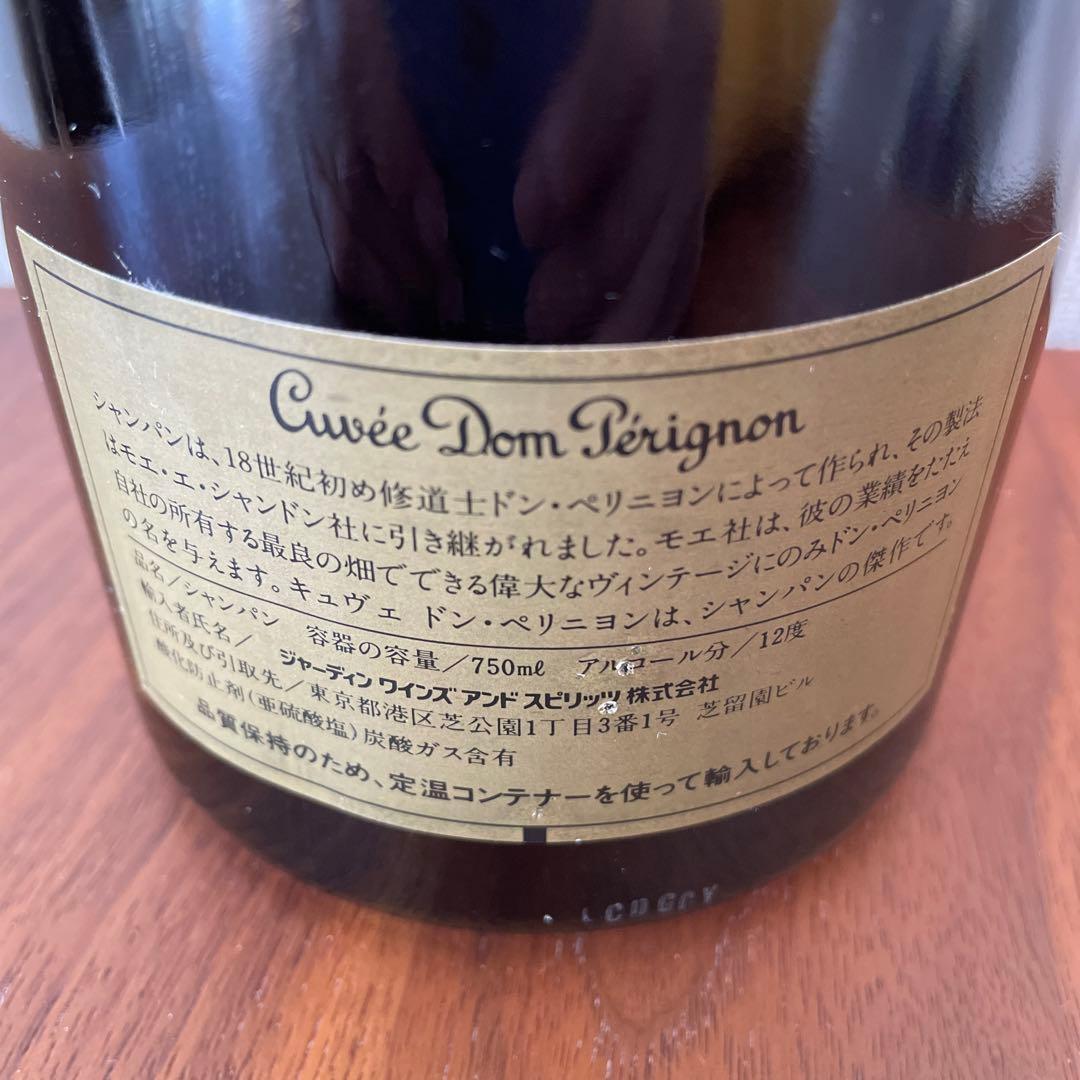 Cuvée Dom Pérignon
シャンパンは、18世紀初め修道士ドン・ペリニヨンによって作られ、その製法
はモエ・エ・シャンドン社に引き継がれました。モエ社は、彼の業績をたたえ
自社の所有する最良の畑でできる偉大なヴィンテージにのみドン・ペリニヨン
の名を与えます。キュヴェ ドン・ペリニヨンは、シャンパンの傑作です。
品名／シャンパン 容器の容量／750mℓ アルコール分／12度
輸入者氏名／ジャーディン ワインズ アンド スピリッツ 株式会社
住所及び引取先／東京都港区芝公園1丁目3番1号 芝留園ビル
酸化防止剤(亜硫酸塩)炭酸ガス含有
品質保持のため、定温コンテナーを使って輸入しております。